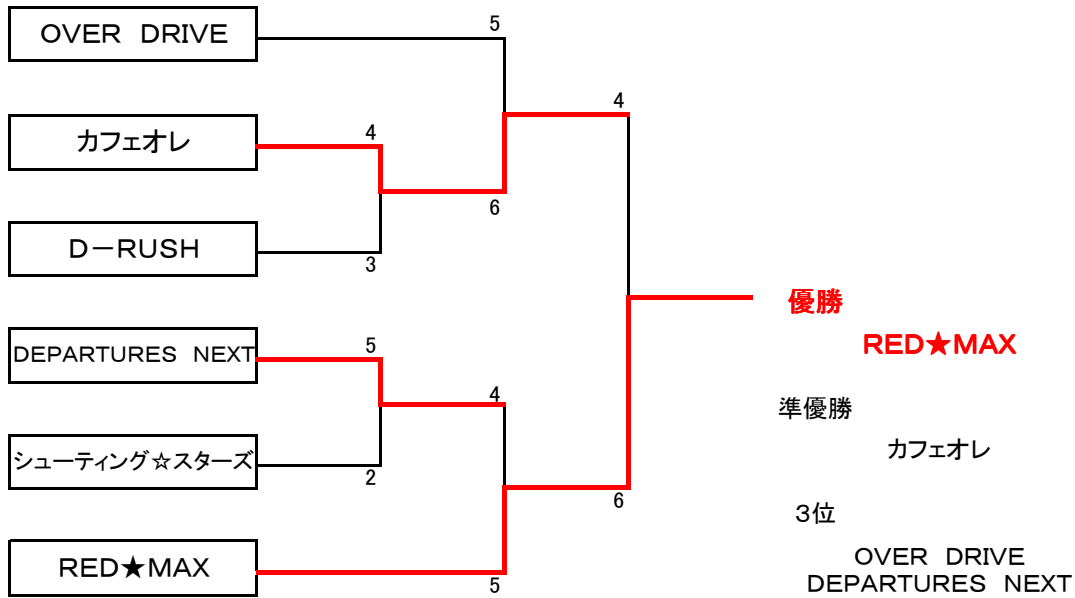 OVER DRIVE
5
カフェオレ
4
4
6
D－RUSH
3
優勝
RED★MAX
DEPARTURES NEXT
5
4
準優勝
カフェオレ
シューティング☆スターズ
2
6
３位
RED★MAX
5
OVER DRIVE
DEPARTURES NEXT